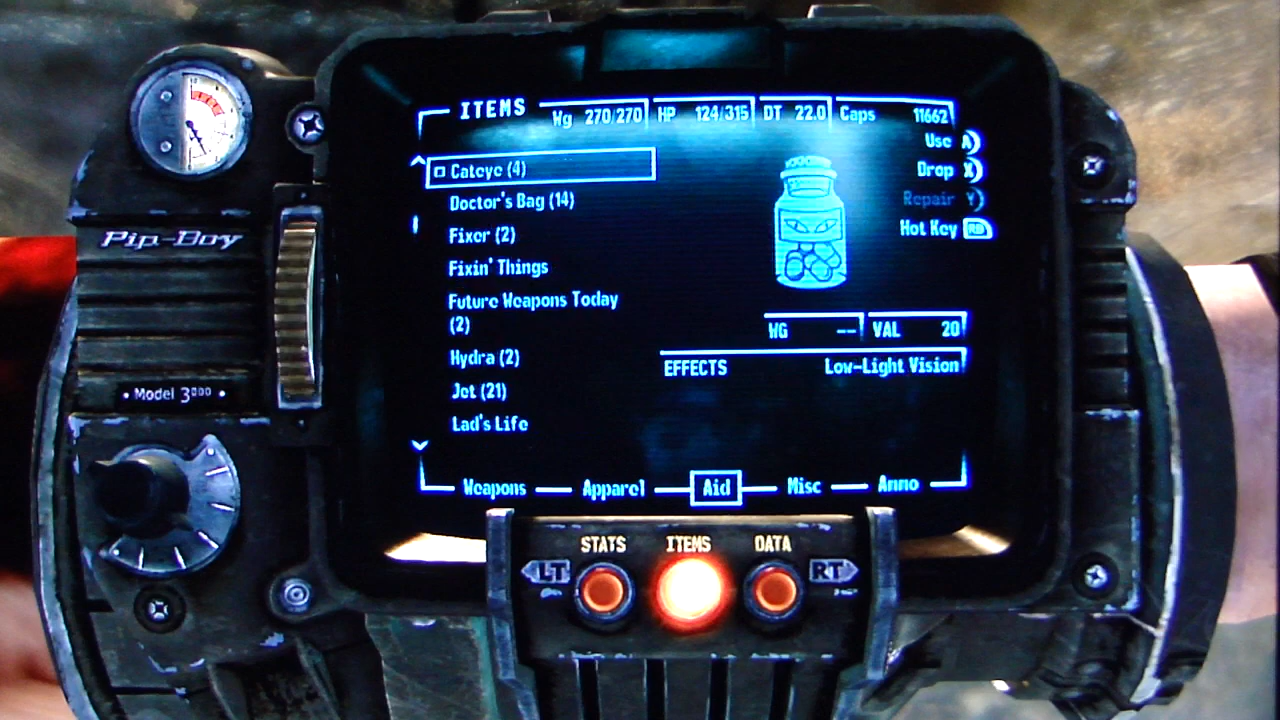 ITEMS Wg 270/270 HP 124/315 DT 22.0 Caps 11662
Use A)
Drop X)
Repair Y)
Hot Key RB
Cateye (4)
Doctor's Bag (14)
Fixer (2)
Fixin' Things
Future Weapons Today
(2)
Hydra (2)
Jet (21)
Lad's Life
WG -- VAL 20
EFFECTS Low-Light Vision
Weapons Apparel Aid Misc Ammo
Pip-Boy
• Model 3000 •
STATS ITEMS DATA
LT RT